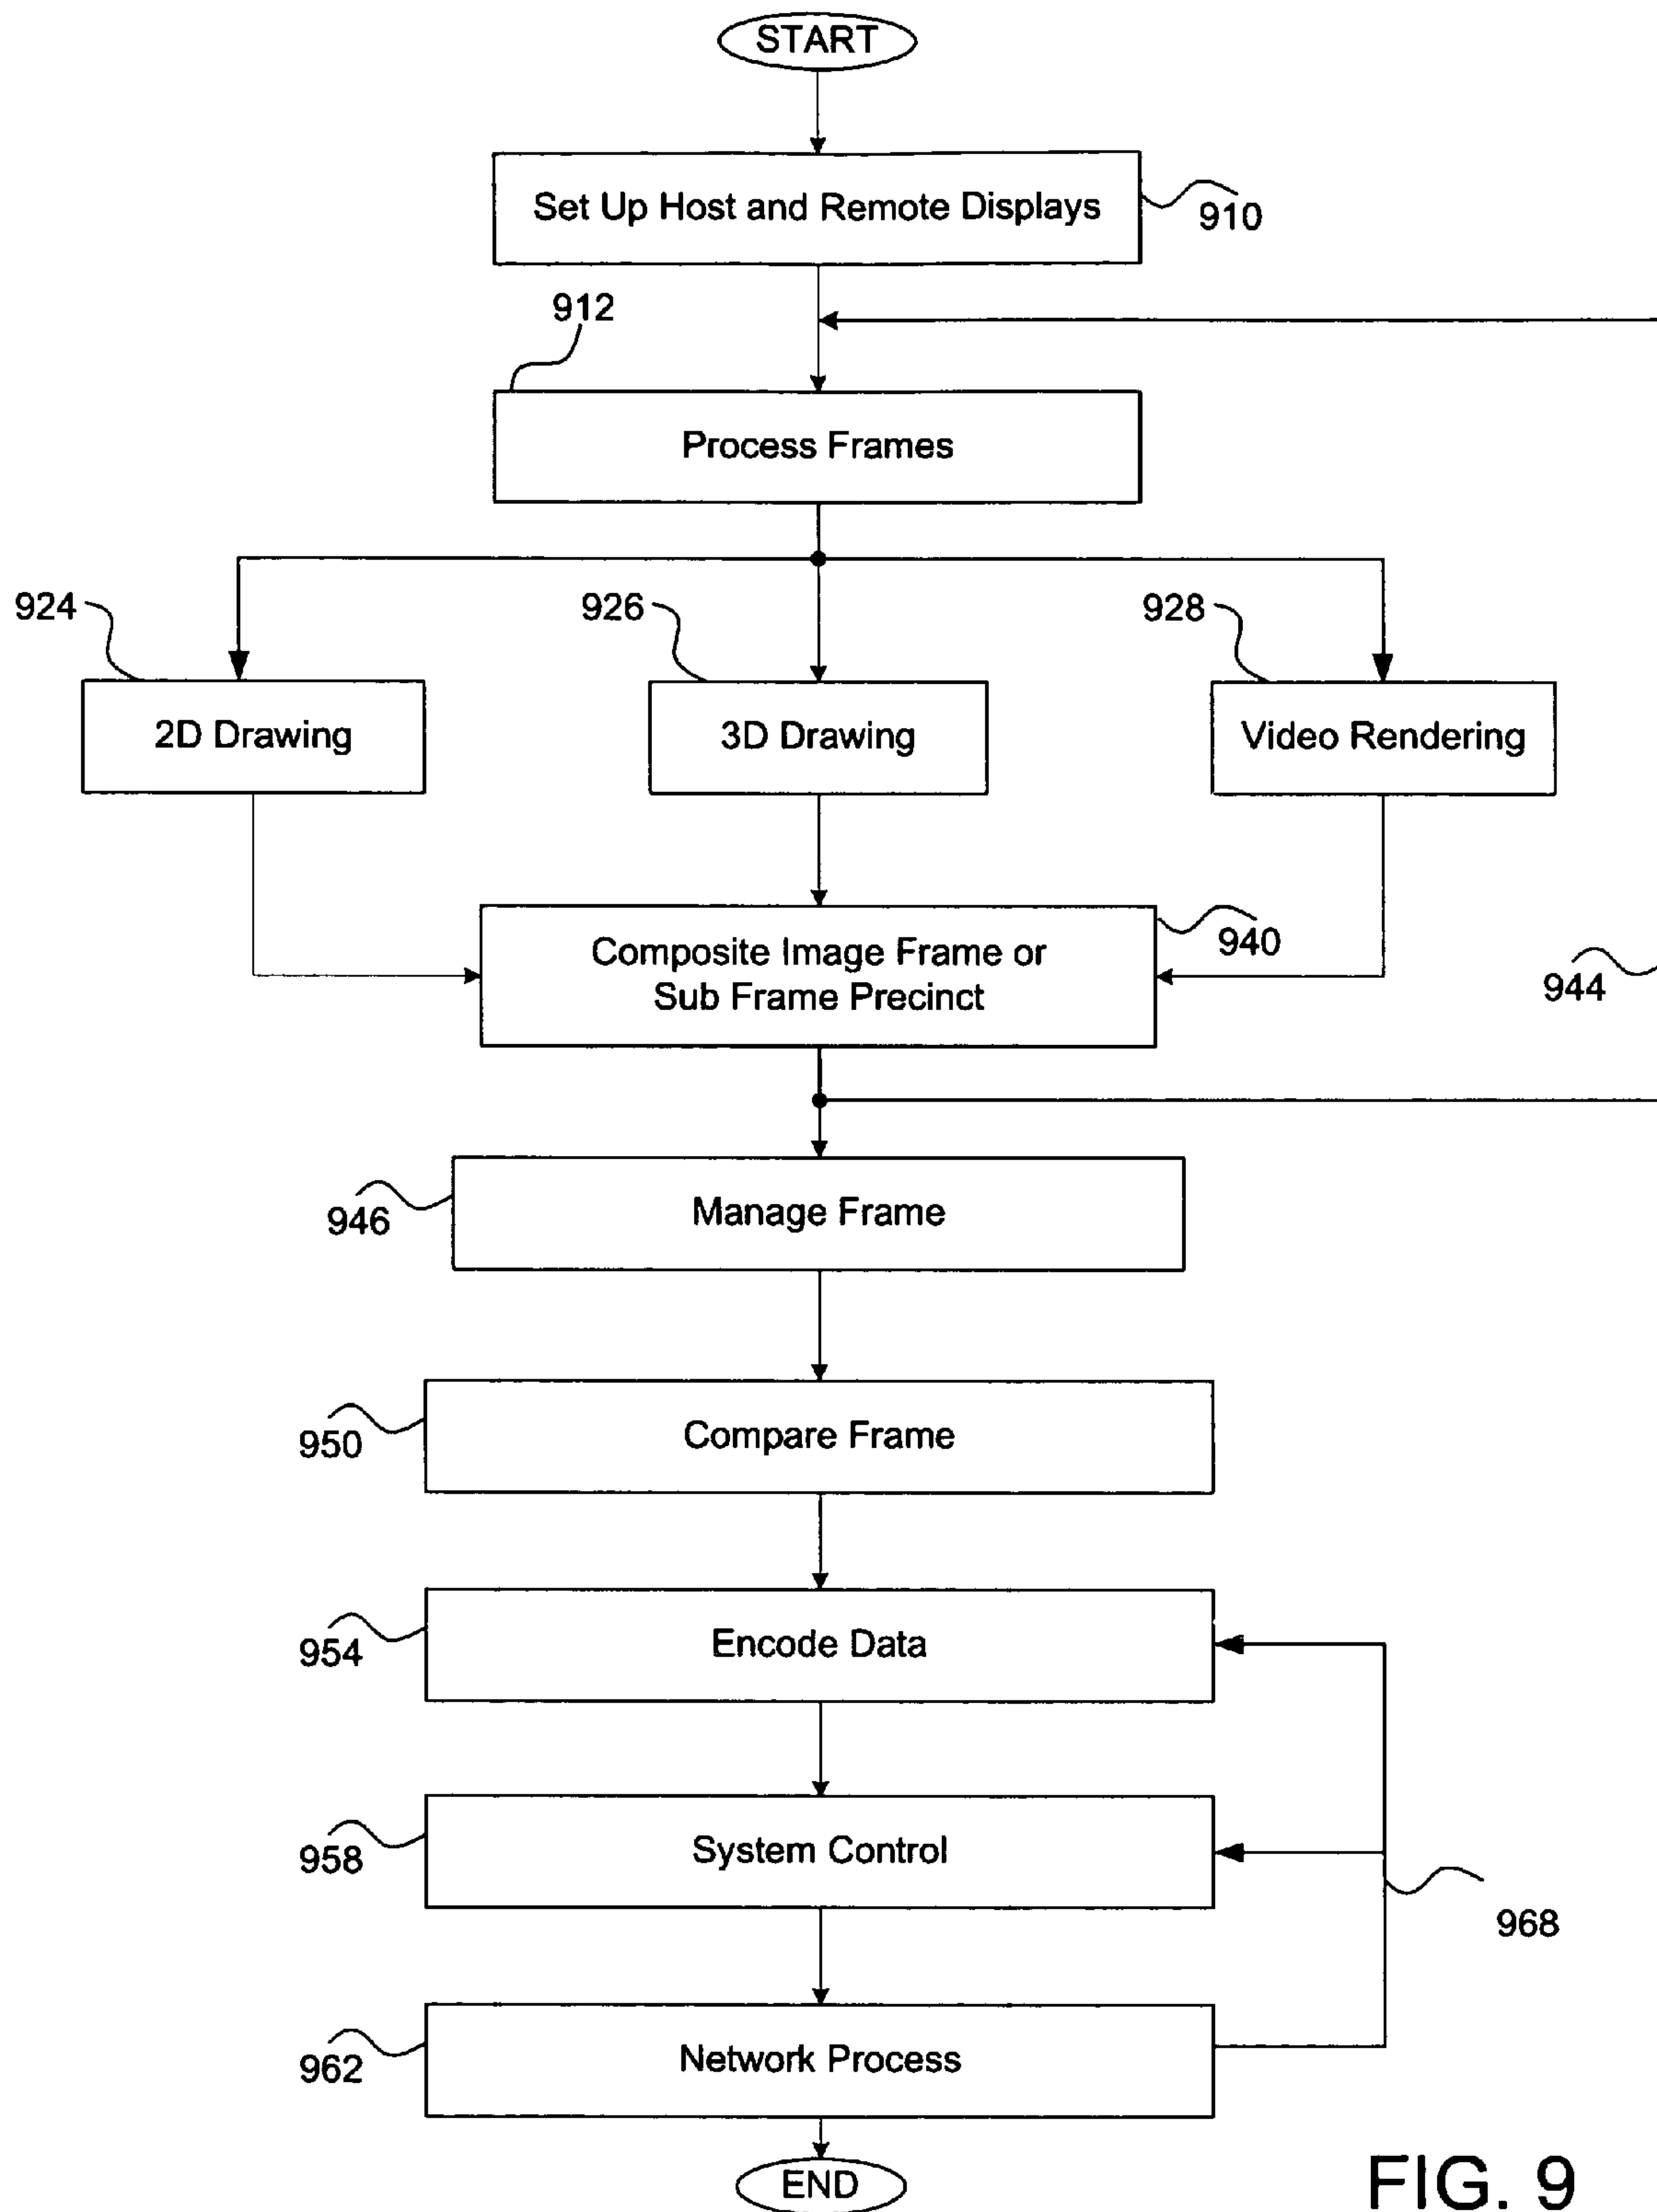 START
Set Up Host and Remote Displays
910
912
Process Frames
924
926
928
2D Drawing
3D Drawing
Video Rendering
Composite Image Frame or
Sub Frame Precinct
940
944
Manage Frame
946
Compare Frame
950
Encode Data
954
System Control
958
968
Network Process
962
END
FIG. 9